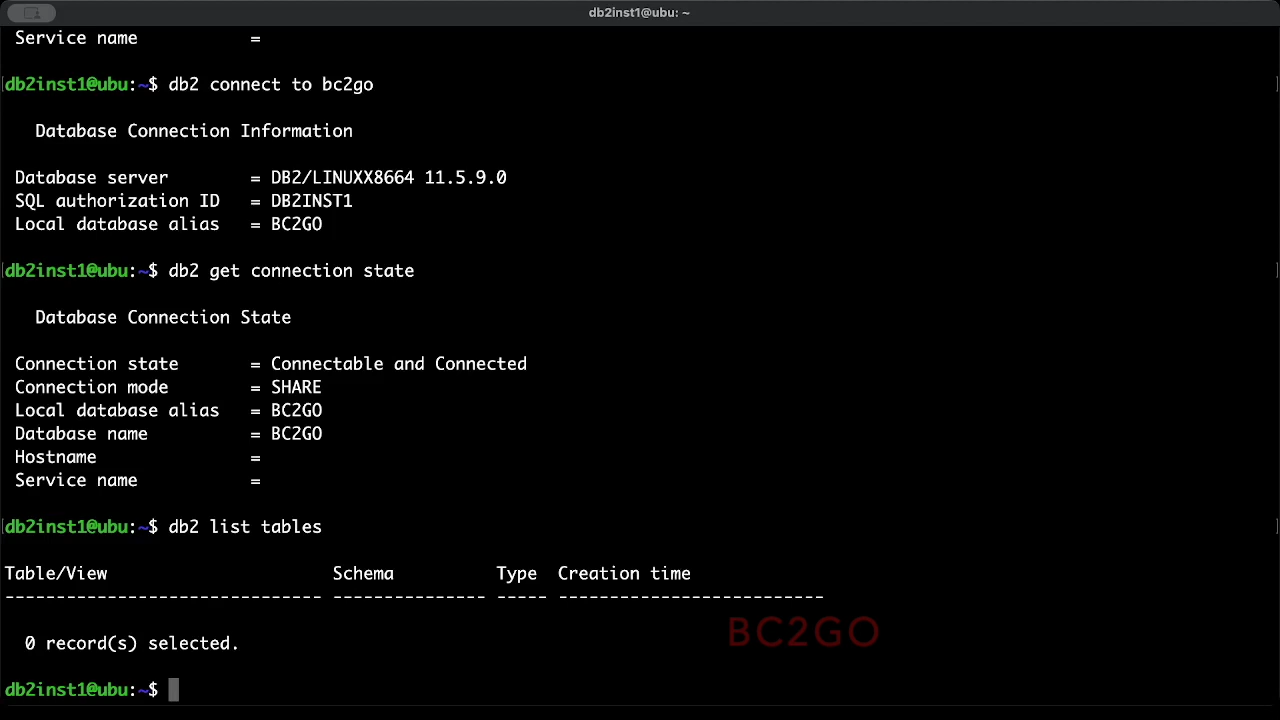 db2inst1@ubu: ~
Service name =
db2inst1@ubu:~$ db2 connect to bc2go
Database Connection Information
Database server = DB2/LINUXX8664 11.5.9.0
SQL authorization ID = DB2INST1
Local database alias = BC2GO
db2inst1@ubu:~$ db2 get connection state
Database Connection State
Connection state = Connectable and Connected
Connection mode = SHARE
Local database alias = BC2GO
Database name = BC2GO
Hostname =
Service name =
db2inst1@ubu:~$ db2 list tables
Table/View Schema Type Creation time
------------------------------- --------------- ----- --------------------------
0 record(s) selected.
BC2GO
db2inst1@ubu:~$